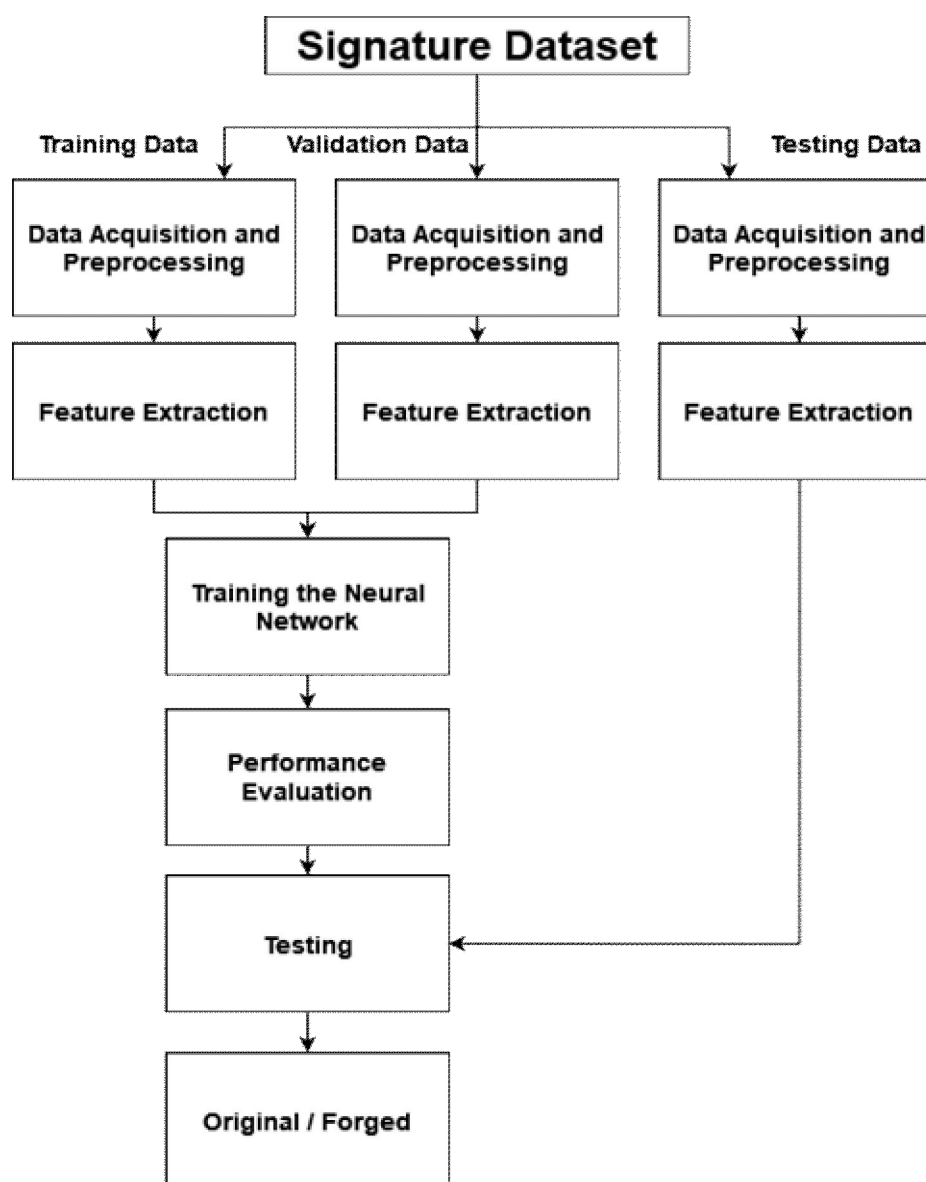 Signature Dataset
Training Data
Validation Data
Testing Data
Data Acquisition and
Preprocessing
Data Acquisition and
Preprocessing
Data Acquisition and
Preprocessing
Feature Extraction
Feature Extraction
Feature Extraction
Training the Neural
Network
Performance
Evaluation
Testing
Original / Forged